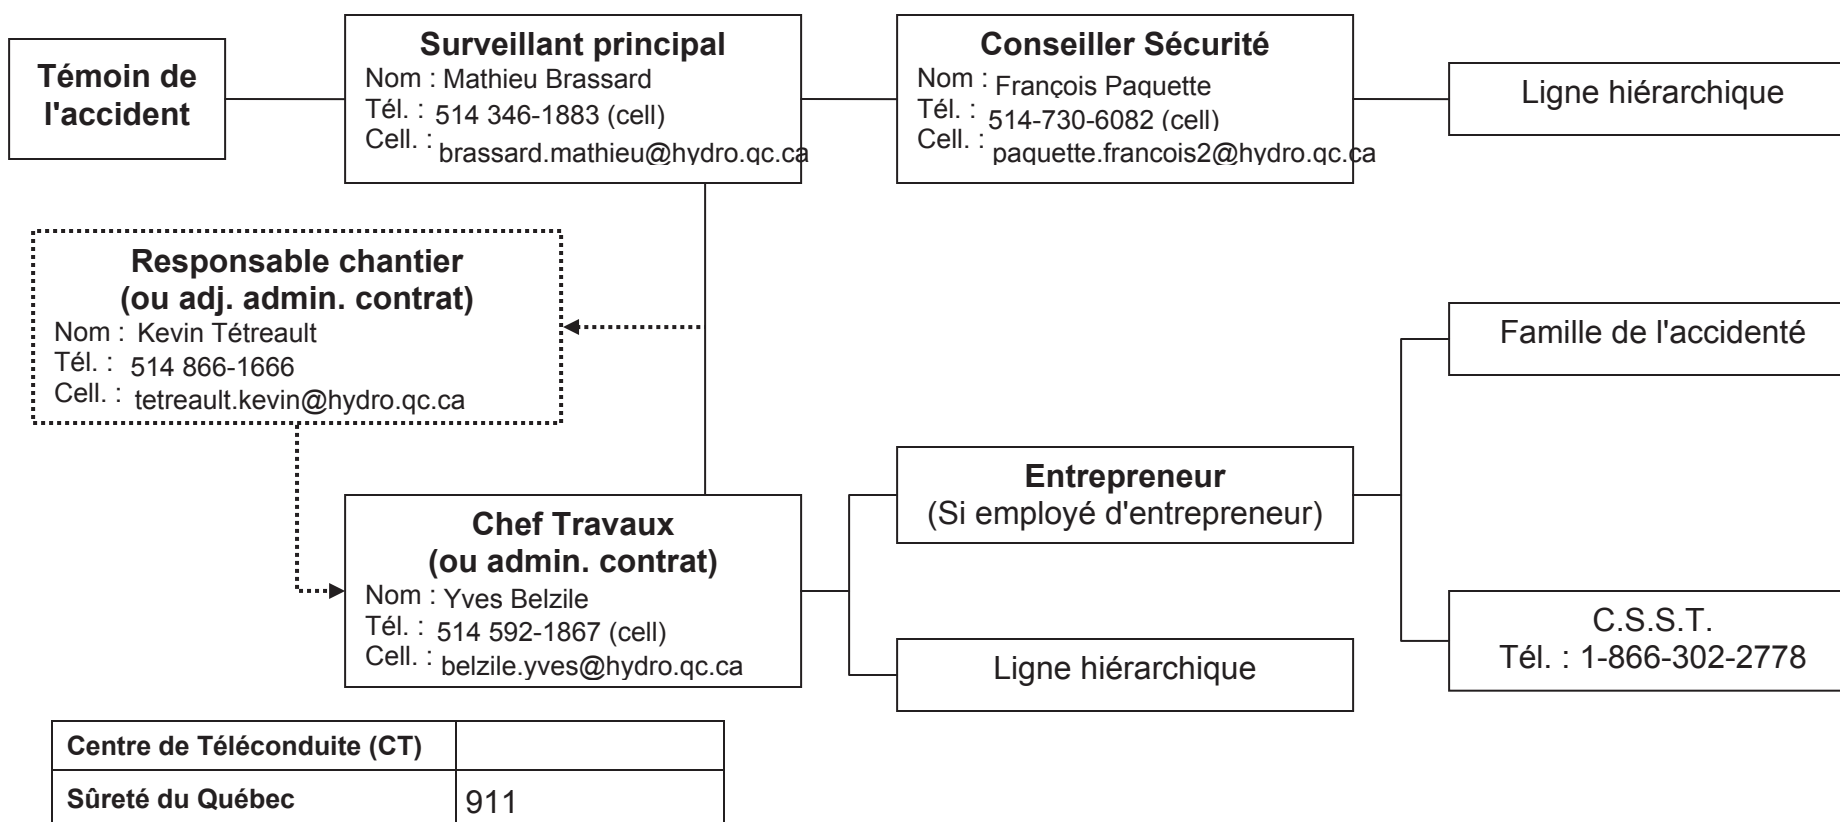 Témoin de
l'accident
Surveillant principal
Nom : Mathieu Brassard
Tél. : 514 346-1883 (cell)
Cell. : brassard.mathieu@hydro.qc.ca
Conseiller Sécurité
Nom : François Paquette
Tél. : 514-730-6082 (cell)
Cell. : paquette.francois2@hydro.qc.ca
Ligne hiérarchique
Responsable chantier
(ou adj. admin. contrat)
Nom : Kevin Tétreault
Tél. : 514 866-1666
Cell. : tetreault.kevin@hydro.qc.ca
Famille de l'accidenté
Entrepreneur
(Si employé d'entrepreneur)
Chef Travaux
(ou admin. contrat)
Nom : Yves Belzile
Tél. : 514 592-1867 (cell)
Cell. : belzile.yves@hydro.qc.ca
Ligne hiérarchique
C.S.S.T.
Tél. : 1-866-302-2778
Centre de Téléconduite (CT)
Sûreté du Québec 911